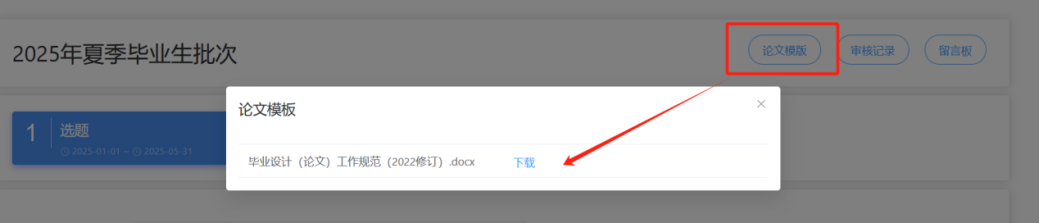 2025年夏季毕业生批次
论文模版
审核记录
留言板
论文模板
×
1
选题
2025-01-01 ~ 2025-05-31
毕业设计（论文）工作规范（2022修订）.docx
下载